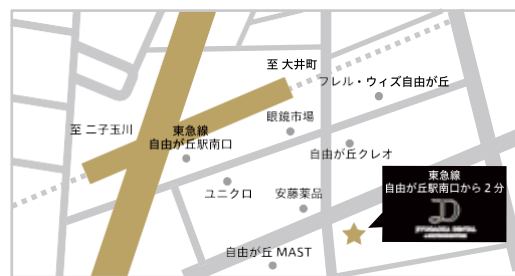 至 大井町
フレル・ウィズ自由が丘
眼鏡市場
至 二子玉川
東急線
自由が丘駅南口
自由が丘クレオ
東急線
自由が丘駅南口から2分
ユニクロ
安藤薬品
自由が丘 MAST